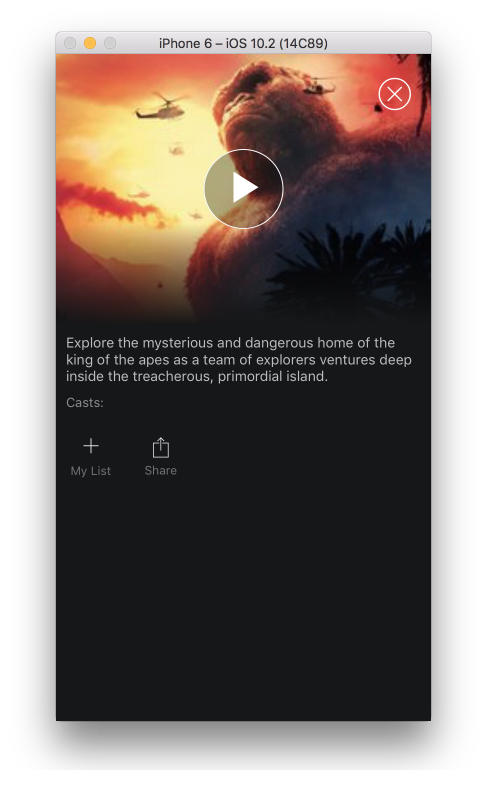 iPhone 6 – iOS 10.2 (14C89)
Explore the mysterious and dangerous home of the
king of the apes as a team of explorers ventures deep
inside the treacherous, primordial island.
Casts:
My List
Share